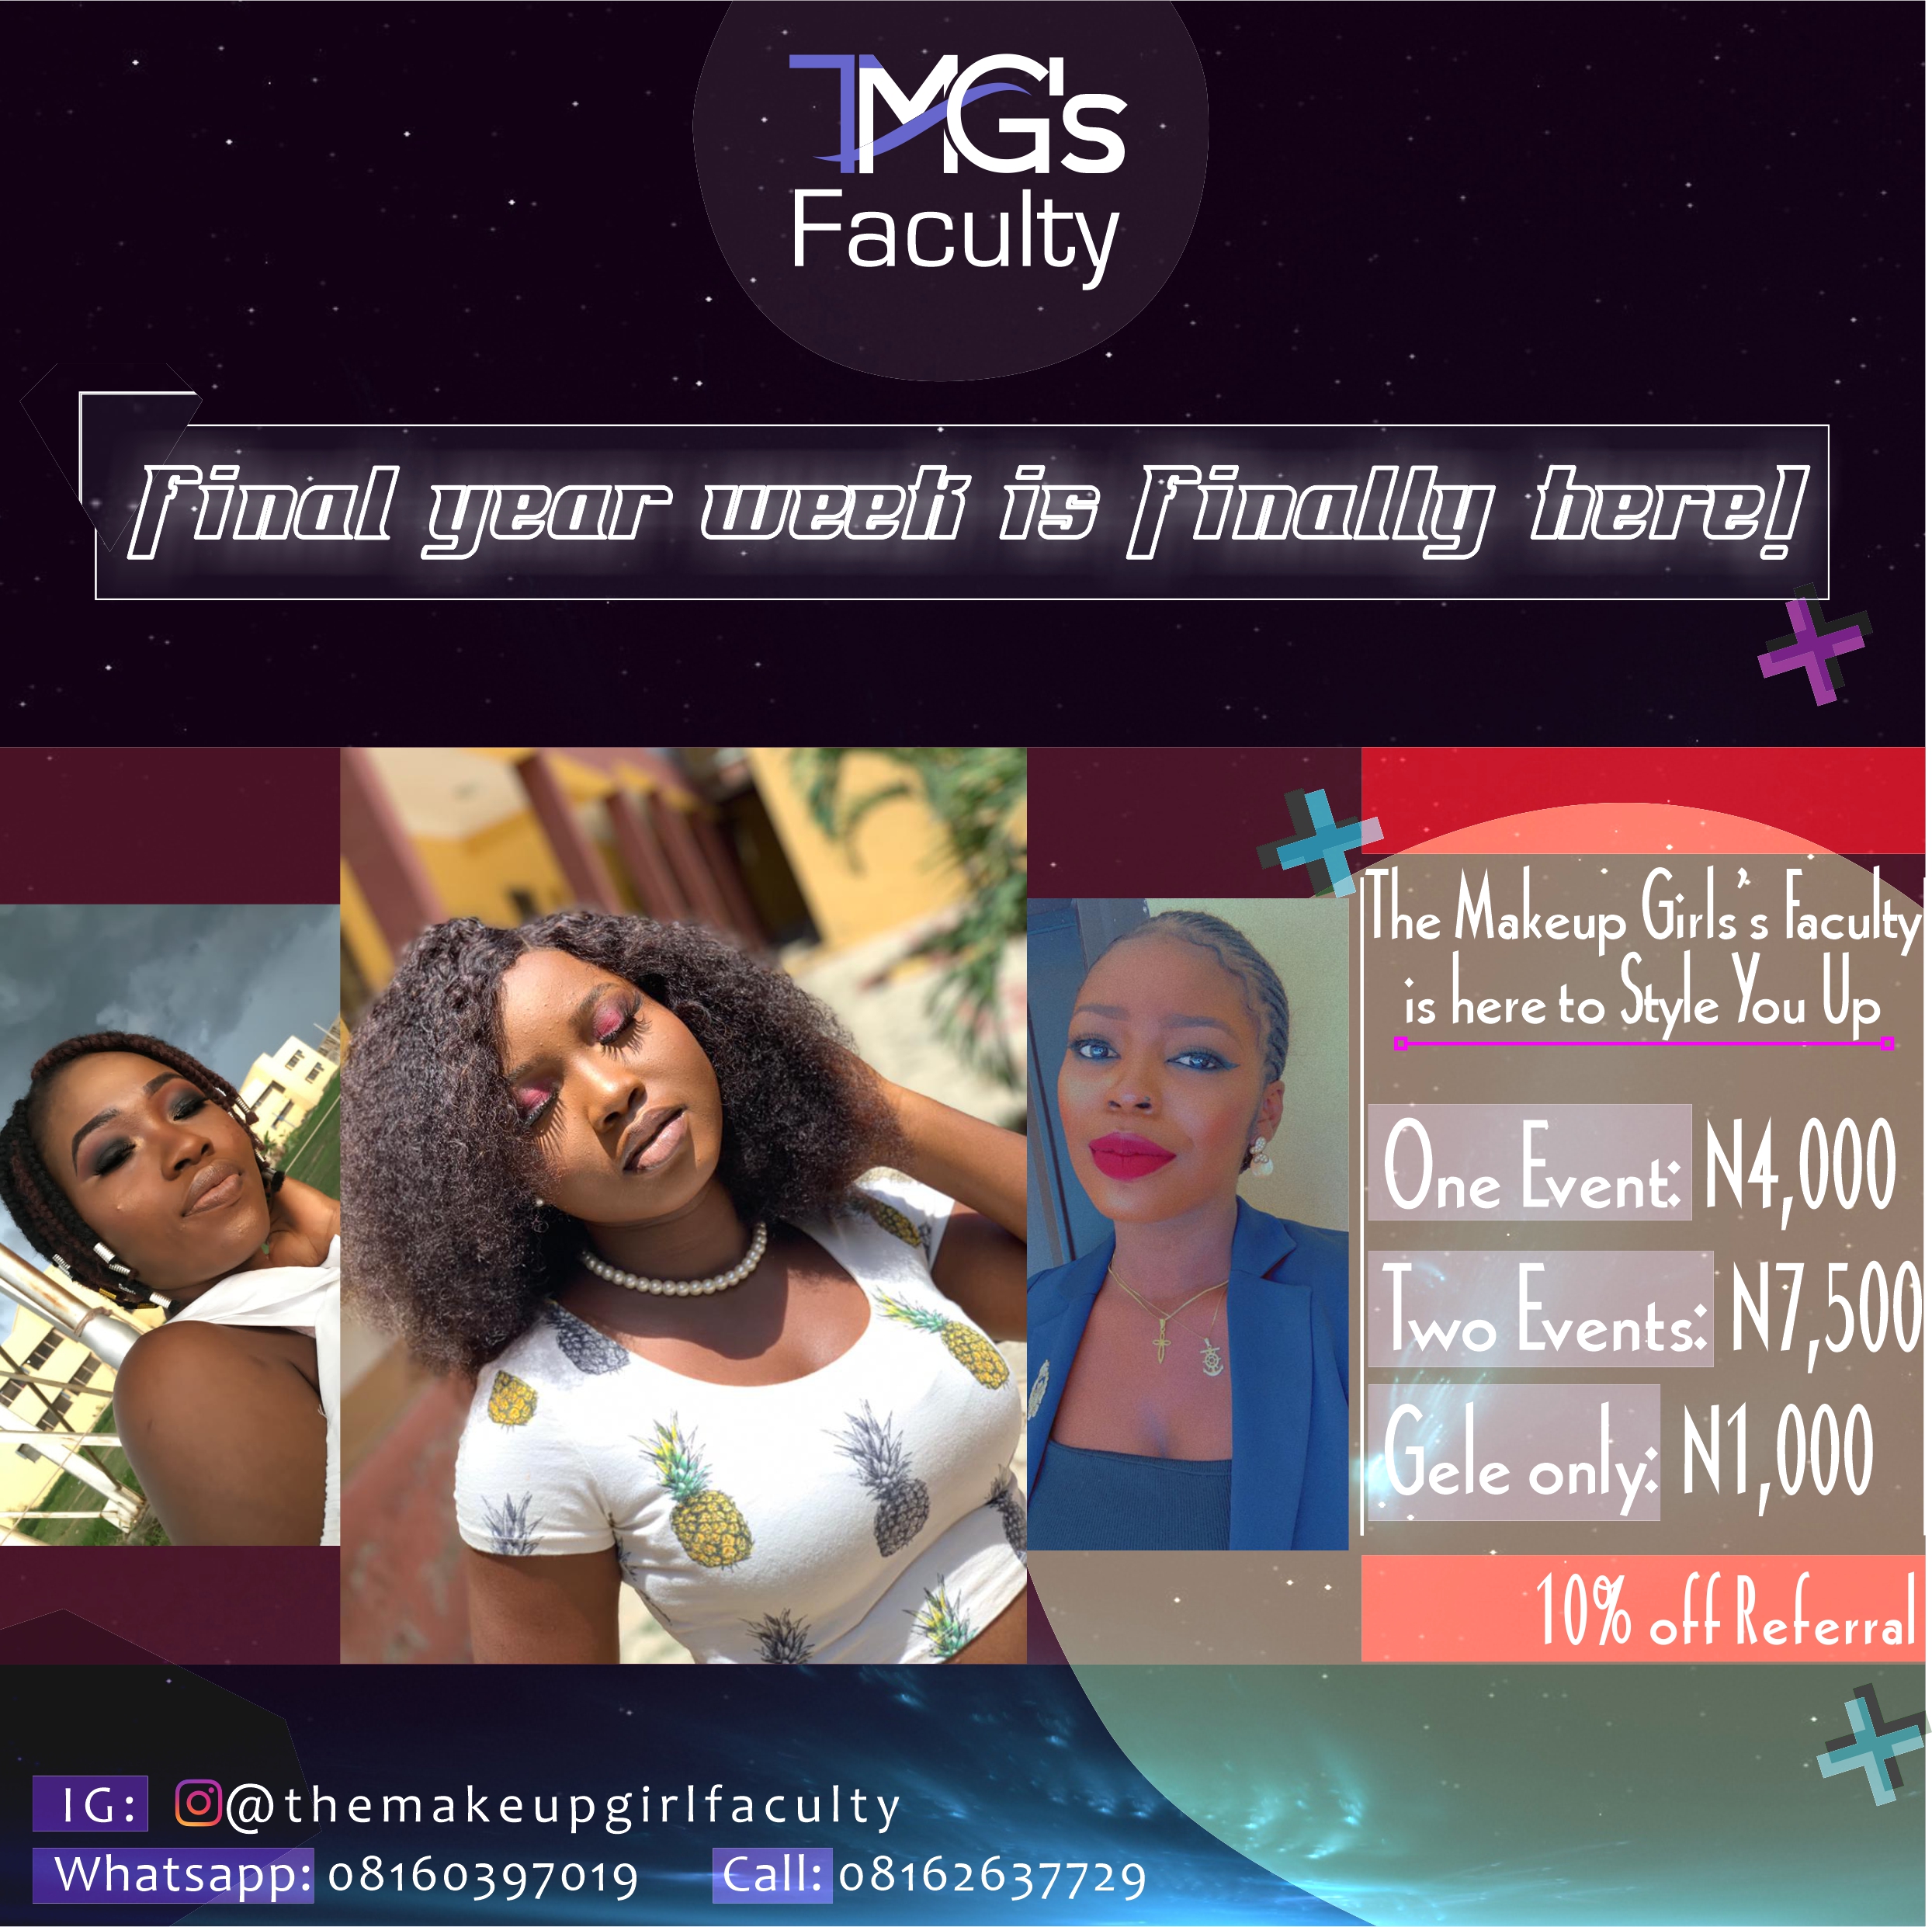 TMG's
Faculty
final year week is finally here!
The Makeup Girls's Faculty
is here to Style You Up
One Event: N4,000
Two Events: N7,500
Gele only: N1,000
10% off Referral
IG: @themakeupgirlfaculty
Whatsapp: 08160397019 Call: 08162637729